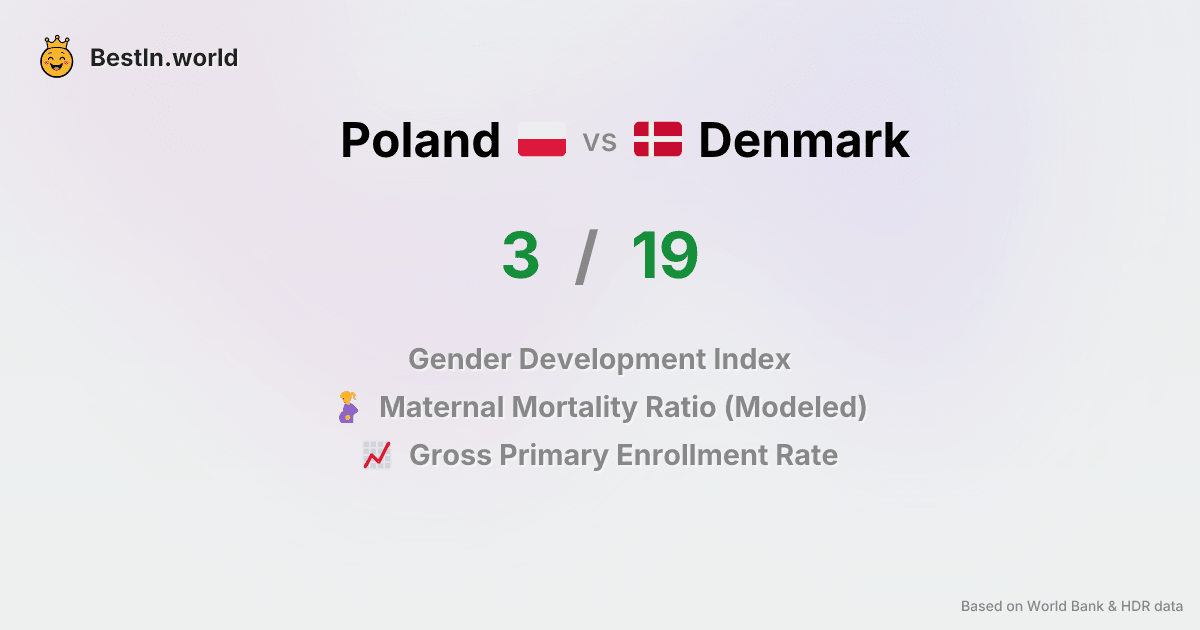 BestIn.world
Poland vs Denmark
3 / 19
Gender Development Index
Maternal Mortality Ratio (Modeled)
Gross Primary Enrollment Rate
Based on World Bank & HDR data